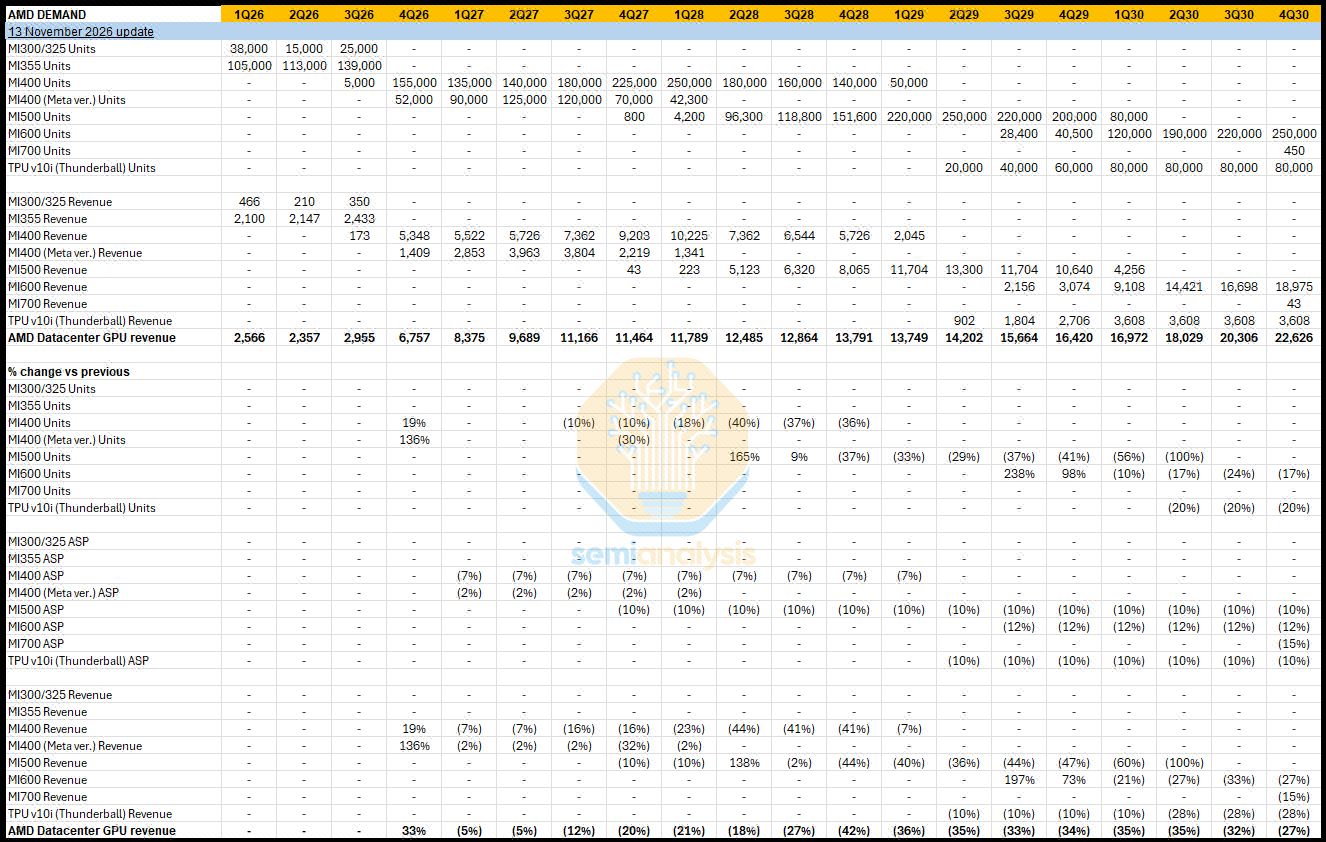 AMD DEMAND 1Q26 2Q26 3Q26 4Q26 1Q27 2Q27 3Q27 4Q27 1Q28 2Q28 3Q28 4Q28 1Q29 2Q29 3Q29 4Q29 1Q30 2Q30 3Q30 4Q30
13 November 2026 update
MI300/325 Units 38,000 15,000 25,000 - - - - - - - - - - - - - - - - -
MI355 Units 105,000 113,000 139,000 - - - - - - - - - - - - - - - - -
MI400 Units - - 5,000 155,000 135,000 140,000 180,000 225,000 250,000 180,000 160,000 140,000 50,000 - - - - - - -
MI400 (Meta ver.) Units - - - 52,000 90,000 125,000 120,000 70,000 42,300 - - - - - - - - - - -
MI500 Units - - - - - - - 800 4,200 96,300 118,800 151,600 220,000 250,000 220,000 200,000 80,000 - - -
MI600 Units - - - - - - - - - - - - - - 28,400 40,500 120,000 190,000 220,000 250,000
MI700 Units - - - - - - - - - - - - - - - - - - - 450
TPU v10i (Thunderball) Units - - - - - - - - - - - - - 20,000 40,000 60,000 80,000 80,000 80,000 80,000
MI300/325 Revenue 466 210 350 - - - - - - - - - - - - - - - - -
MI355 Revenue 2,100 2,147 2,433 - - - - - - - - - - - - - - - - -
MI400 Revenue - - 173 5,348 5,522 5,726 7,362 9,203 10,225 7,362 6,544 5,726 2,045 - - - - - - -
MI400 (Meta ver.) Revenue - - - 1,409 2,853 3,963 3,804 2,219 1,341 - - - - - - - - - - -
MI500 Revenue - - - - - - - 43 223 5,123 6,320 8,065 11,704 13,300 11,704 10,640 4,256 - - -
MI600 Revenue - - - - - - - - - - - - - - 2,156 3,074 9,108 14,421 16,698 18,975
MI700 Revenue - - - - - - - - - - - - - - - - - - - 43
TPU v10i (Thunderball) Revenue - - - - - - - - - - - - - 902 1,804 2,706 3,608 3,608 3,608 3,608
AMD Datacenter GPU revenue 2,566 2,357 2,955 6,757 8,375 9,689 11,166 11,464 11,789 12,485 12,864 13,791 13,749 14,202 15,664 16,420 16,972 18,029 20,306 22,626
% change vs previous
MI300/325 Units - - - - - - - - - - - - - - - - - - - -
MI355 Units - - - - - - - - - - - - - - - - - - - -
MI400 Units - - - 19% - - (10%) (10%) (18%) (40%) (37%) (36%) - - - - - - - -
MI400 (Meta ver.) Units - - - 136% - - - (30%) - - - - - - - - - - - -
MI500 Units - - - - - - - - - 165% 9% (37%) (33%) (29%) (37%) (41%) (56%) (100%) - -
MI600 Units - - - - - - - - - - - - - - 238% 98% (10%) (17%) (24%) (17%)
MI700 Units - - - - - - - - - - - - - - - - - - - -
TPU v10i (Thunderball) Units - - - - - - - - - - - - - - - - - (20%) (20%) (20%)
MI300/325 ASP - - - - - - - - - - - - - - - - - - - -
MI355 ASP - - - - - - - - - - - - - - - - - - - -
semianalysis
MI400 ASP - - - - (7%) (7%) (7%) (7%) (7%) (7%) (7%) (7%) (7%) - - - - - - -
MI400 (Meta ver.) ASP - - - - (2%) (2%) (2%) (2%) (2%) - - - - - - - - - - -
MI500 ASP - - - - - - - (10%) (10%) (10%) (10%) (10%) (10%) (10%) (10%) (10%) (10%) (10%) (10%) (10%)
MI600 ASP - - - - - - - - - - - - - - (12%) (12%) (12%) (12%) (12%) (12%)
MI700 ASP - - - - - - - - - - - - - - - - - - - (15%)
TPU v10i (Thunderball) ASP - - - - - - - - - - - - - (10%) (10%) (10%) (10%) (10%) (10%) (10%)
MI300/325 Revenue - - - - - - - - - - - - - - - - - - - -
MI355 Revenue - - - - - - - - - - - - - - - - - - - -
MI400 Revenue - - - 19% (7%) (7%) (16%) (16%) (23%) (44%) (41%) (41%) (7%) - - - - - - -
MI400 (Meta ver.) Revenue - - - 136% (2%) (2%) (2%) (32%) (2%) - - - - - - - - - - -
MI500 Revenue - - - - - - - (10%) (10%) 138% (2%) (44%) (40%) (36%) (44%) (47%) (60%) (100%) - -
MI600 Revenue - - - - - - - - - - - - - - 197% 73% (21%) (27%) (33%) (27%)
MI700 Revenue - - - - - - - - - - - - - - - - - - - (15%)
TPU v10i (Thunderball) Revenue - - - - - - - - - - - - - (10%) (10%) (10%) (10%) (28%) (28%) (28%)
AMD Datacenter GPU revenue - - - 33% (5%) (5%) (12%) (20%) (21%) (18%) (27%) (42%) (36%) (35%) (33%) (34%) (35%) (35%) (32%) (27%)